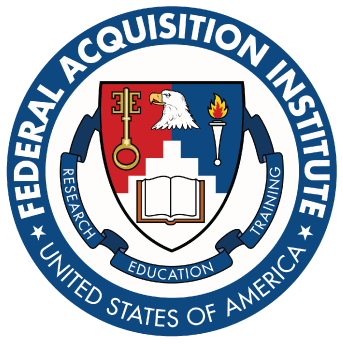 FEDERAL ACQUISITION INSTITUTE
RESEARCH
EDUCATION
TRAINING
UNITED STATES OF AMERICA